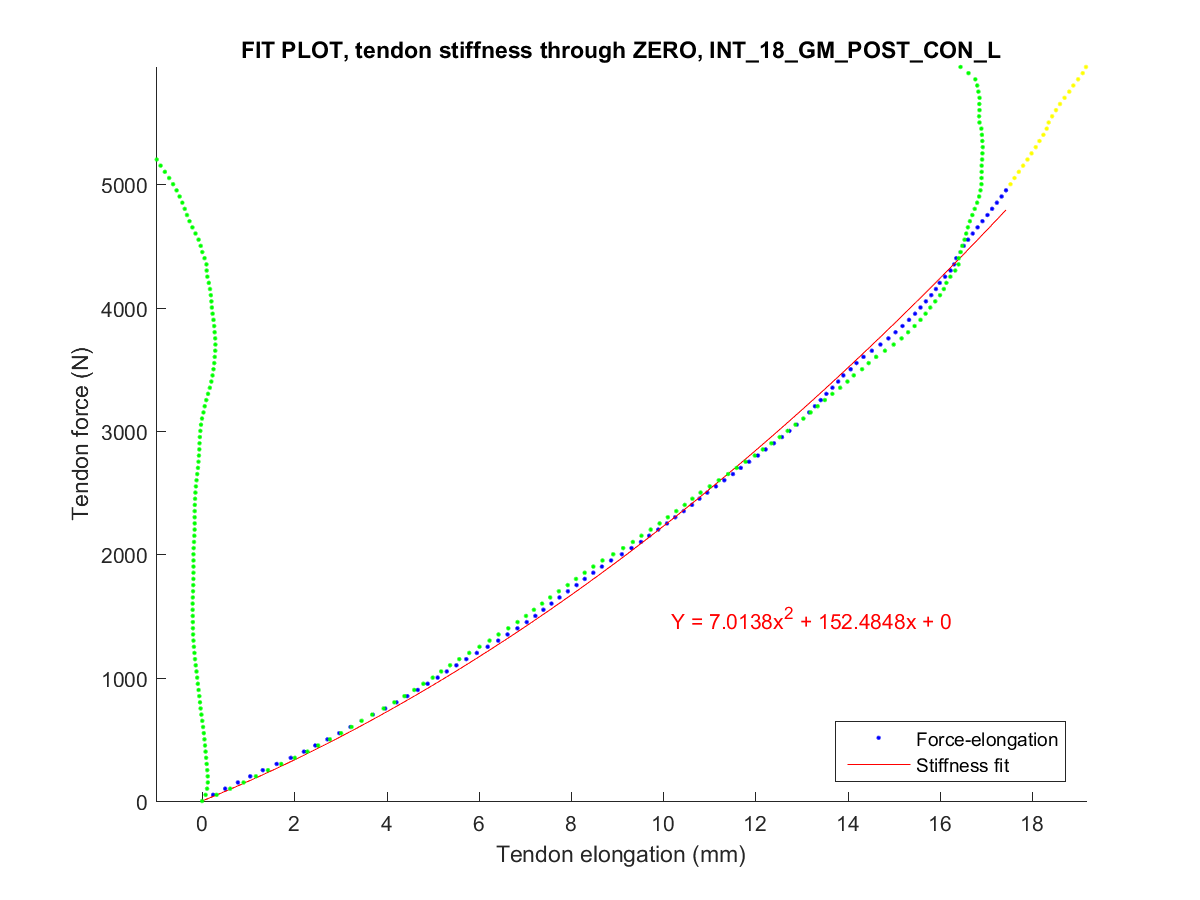 FIT PLOT, tendon stiffness through ZERO, INT_18_GM_POST_CON_L
Tendon force (N)
5000
4000
3000
2000
1000
0
Y = 7.0138x² + 152.4848x + 0
Force-elongation
Stiffness fit
0 2 4 6 8 10 12 14 16 18
Tendon elongation (mm)